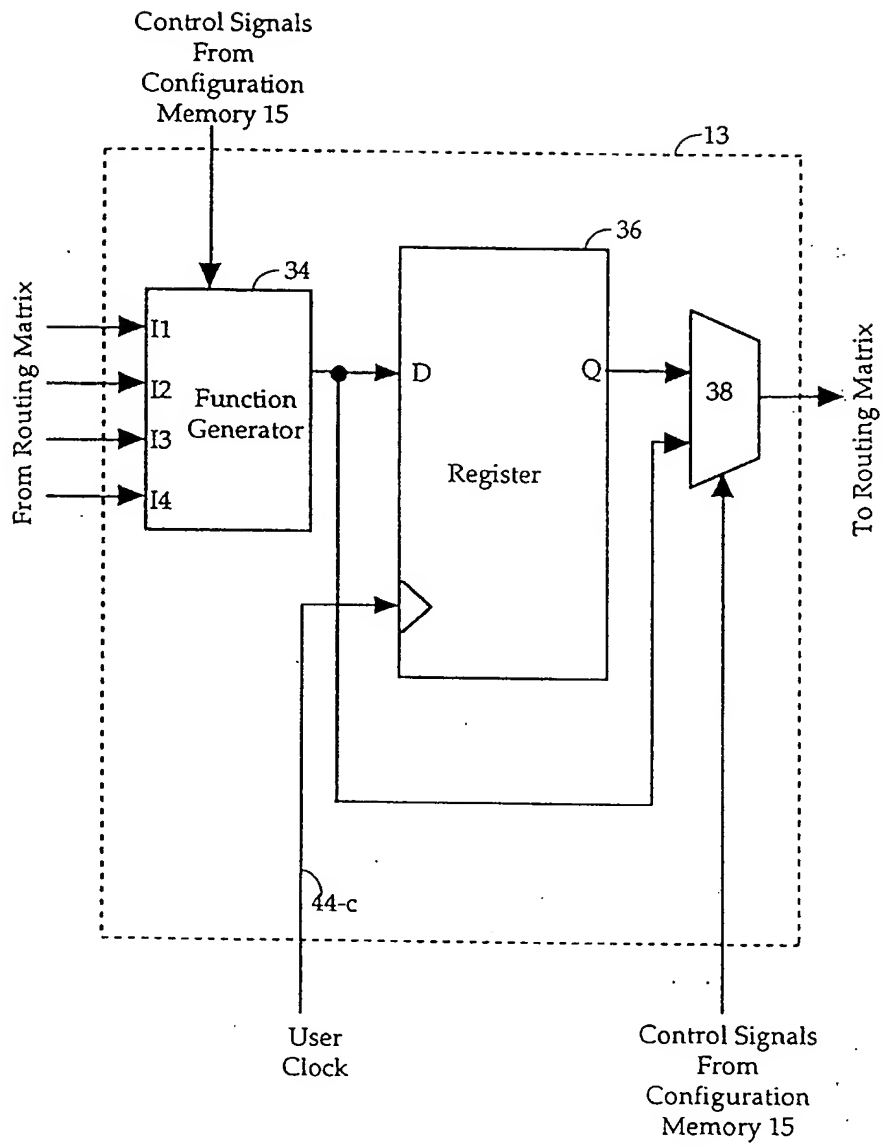 Control Signals
From
Configuration
Memory 15
13
36
34
From Routing Matrix
I1
I2
I3
I4
Function
Generator
D
Q
Register
38
To Routing Matrix
44-c
User
Clock
Control Signals
From
Configuration
Memory 15